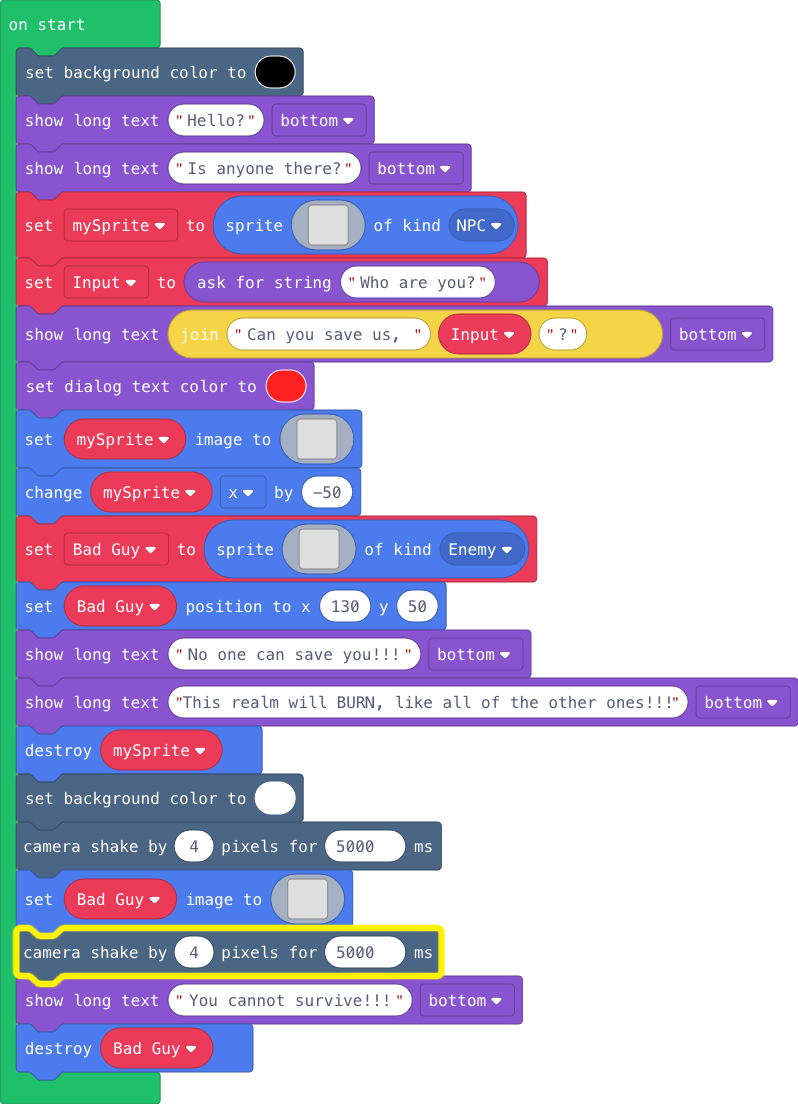 on start
set background color to
show long text "Hello?" bottom
show long text "Is anyone there?" bottom
set mySprite to sprite of kind NPC
set Input to ask for string "Who are you?"
show long text join "Can you save us, " Input "?" bottom
set dialog text color to
set mySprite image to
change mySprite x by -50
set Bad Guy to sprite of kind Enemy
set Bad Guy position to x 130 y 50
show long text "No one can save you!!!" bottom
show long text "This realm will BURN, like all of the other ones!!!" bottom
destroy mySprite
set background color to
camera shake by 4 pixels for 5000 ms
set Bad Guy image to
camera shake by 4 pixels for 5000 ms
show long text "You cannot survive!!!" bottom
destroy Bad Guy